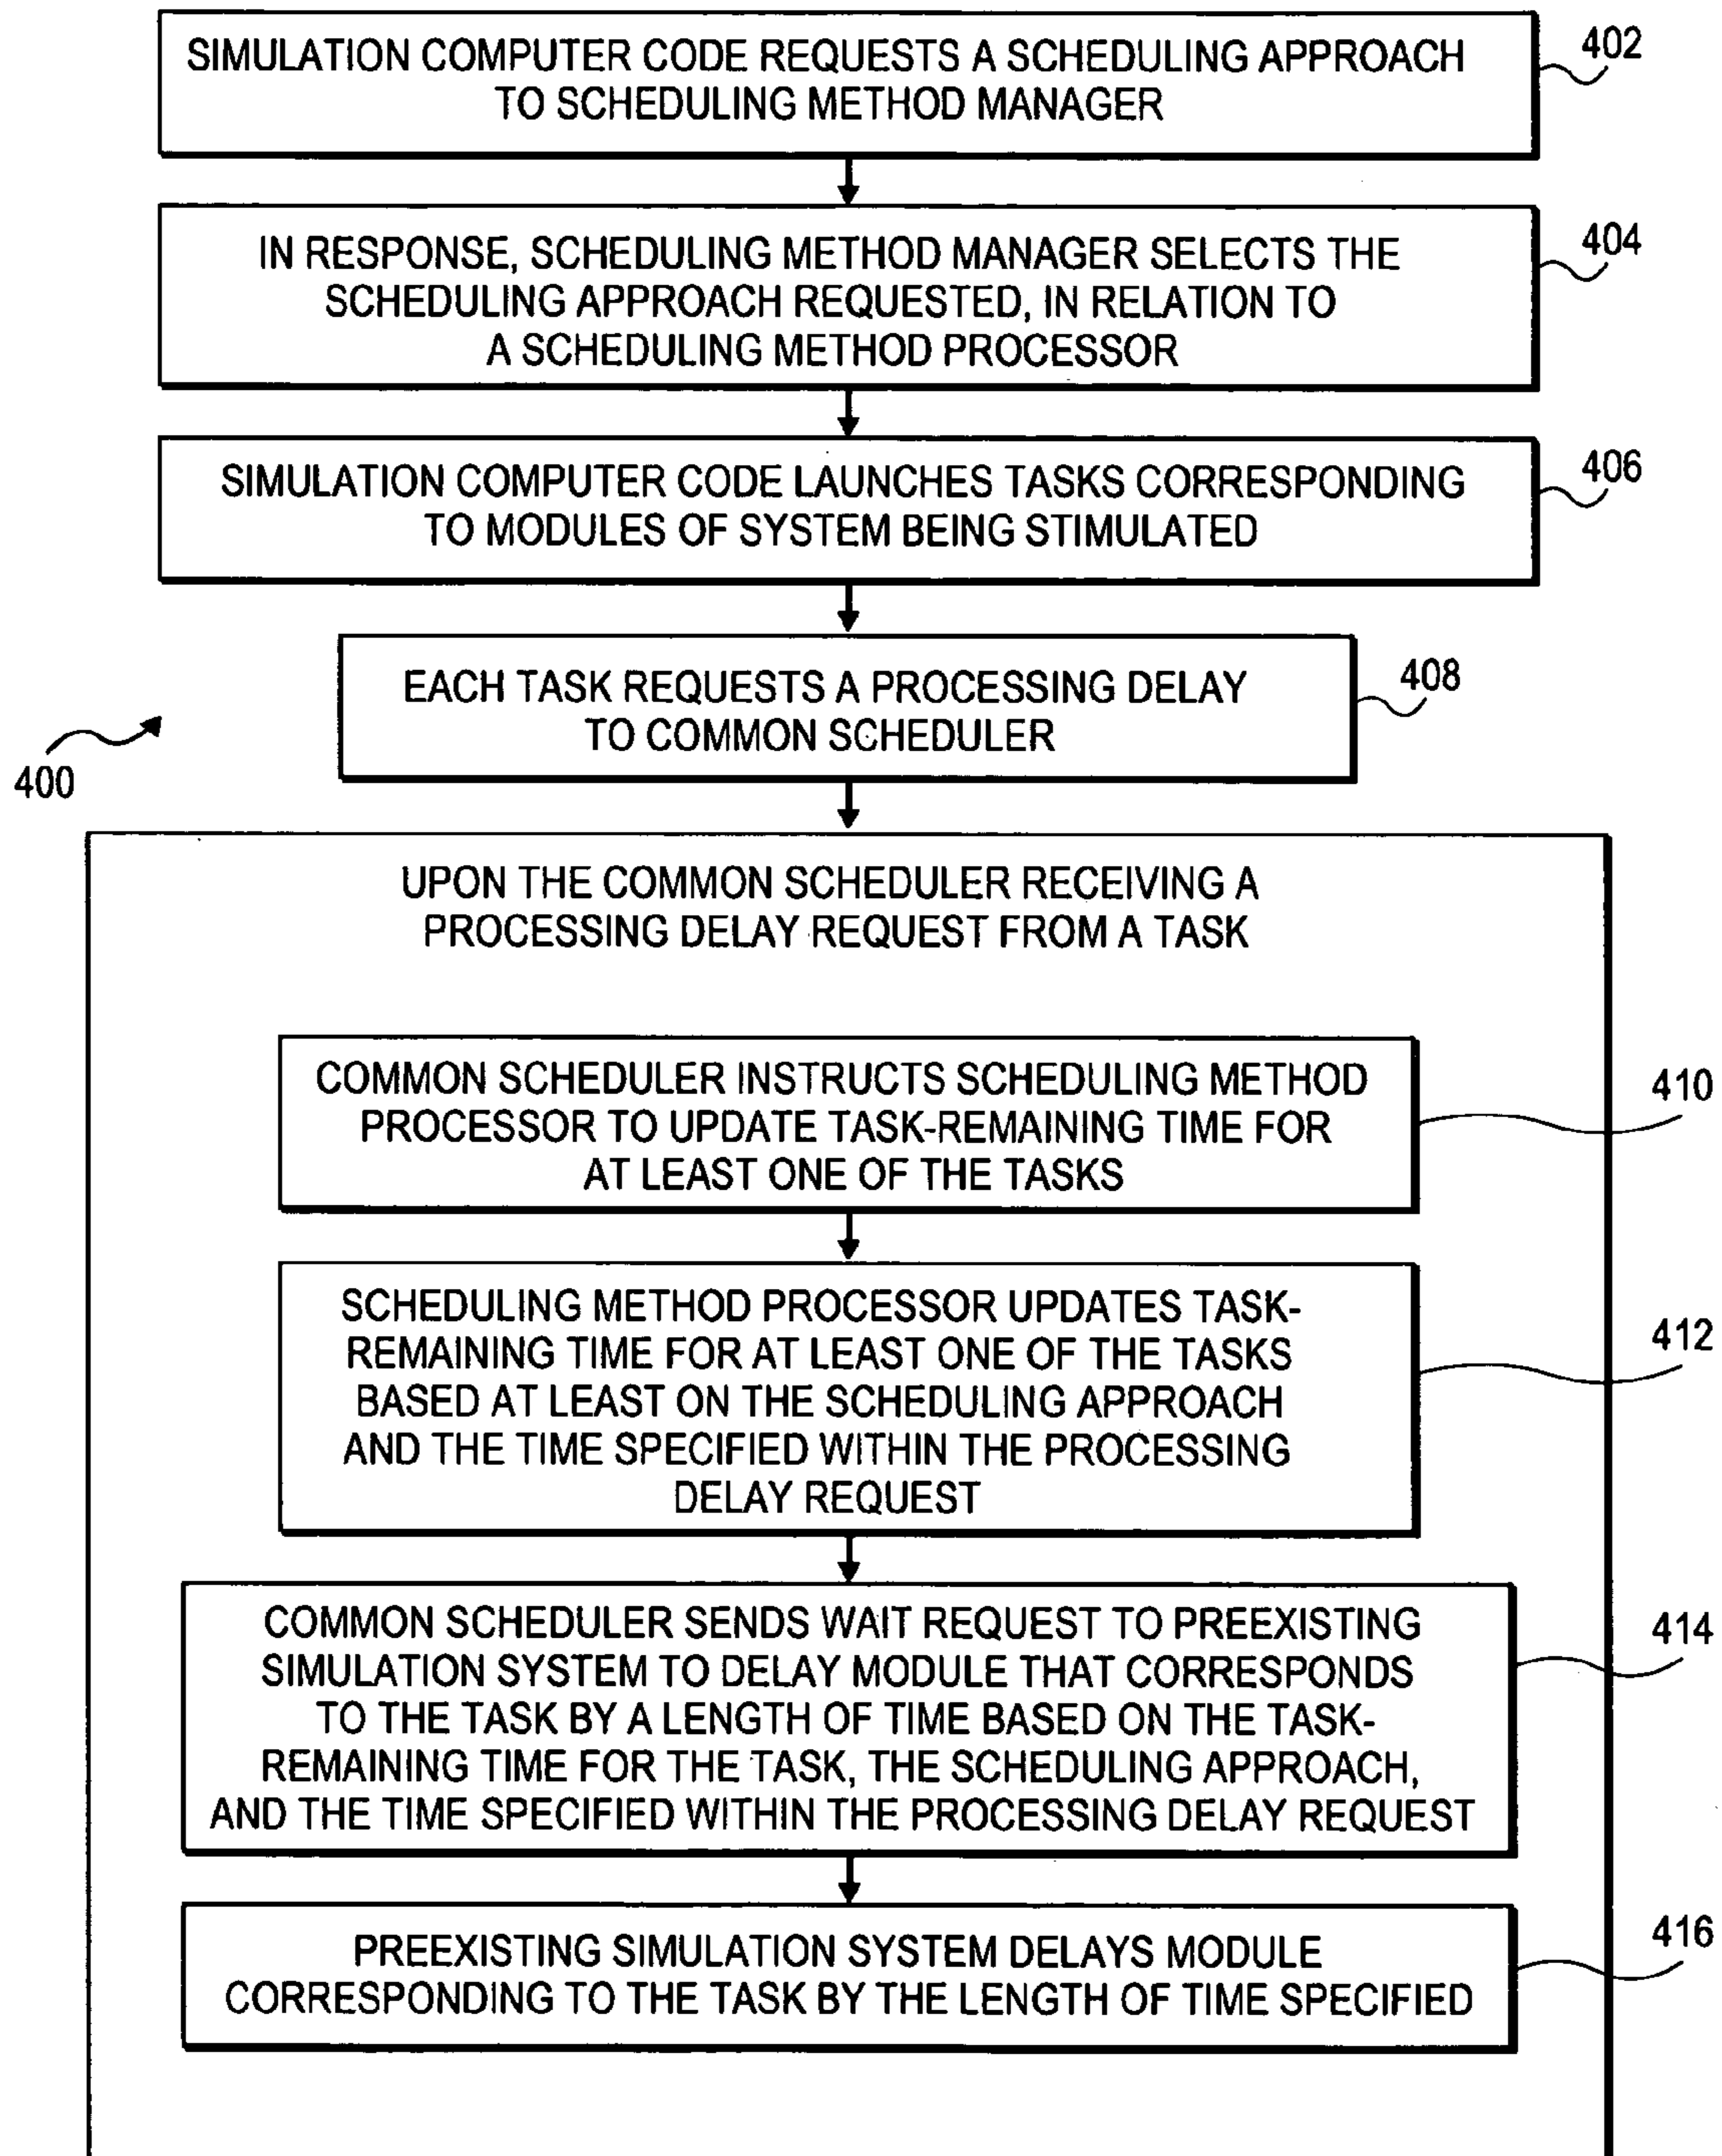 SIMULATION COMPUTER CODE REQUESTS A SCHEDULING APPROACH
TO SCHEDULING METHOD MANAGER
402
IN RESPONSE, SCHEDULING METHOD MANAGER SELECTS THE
SCHEDULING APPROACH REQUESTED, IN RELATION TO
A SCHEDULING METHOD PROCESSOR
404
SIMULATION COMPUTER CODE LAUNCHES TASKS CORRESPONDING
TO MODULES OF SYSTEM BEING STIMULATED
406
EACH TASK REQUESTS A PROCESSING DELAY
TO COMMON SCHEDULER
408
400
UPON THE COMMON SCHEDULER RECEIVING A
PROCESSING DELAY REQUEST FROM A TASK
COMMON SCHEDULER INSTRUCTS SCHEDULING METHOD
PROCESSOR TO UPDATE TASK-REMAINING TIME FOR
AT LEAST ONE OF THE TASKS
410
SCHEDULING METHOD PROCESSOR UPDATES TASK-
REMAINING TIME FOR AT LEAST ONE OF THE TASKS
BASED AT LEAST ON THE SCHEDULING APPROACH
AND THE TIME SPECIFIED WITHIN THE PROCESSING
DELAY REQUEST
412
COMMON SCHEDULER SENDS WAIT REQUEST TO PREEXISTING
SIMULATION SYSTEM TO DELAY MODULE THAT CORRESPONDS
TO THE TASK BY A LENGTH OF TIME BASED ON THE TASK-
REMAINING TIME FOR THE TASK, THE SCHEDULING APPROACH,
AND THE TIME SPECIFIED WITHIN THE PROCESSING DELAY REQUEST
414
PREEXISTING SIMULATION SYSTEM DELAYS MODULE
CORRESPONDING TO THE TASK BY THE LENGTH OF TIME SPECIFIED
416